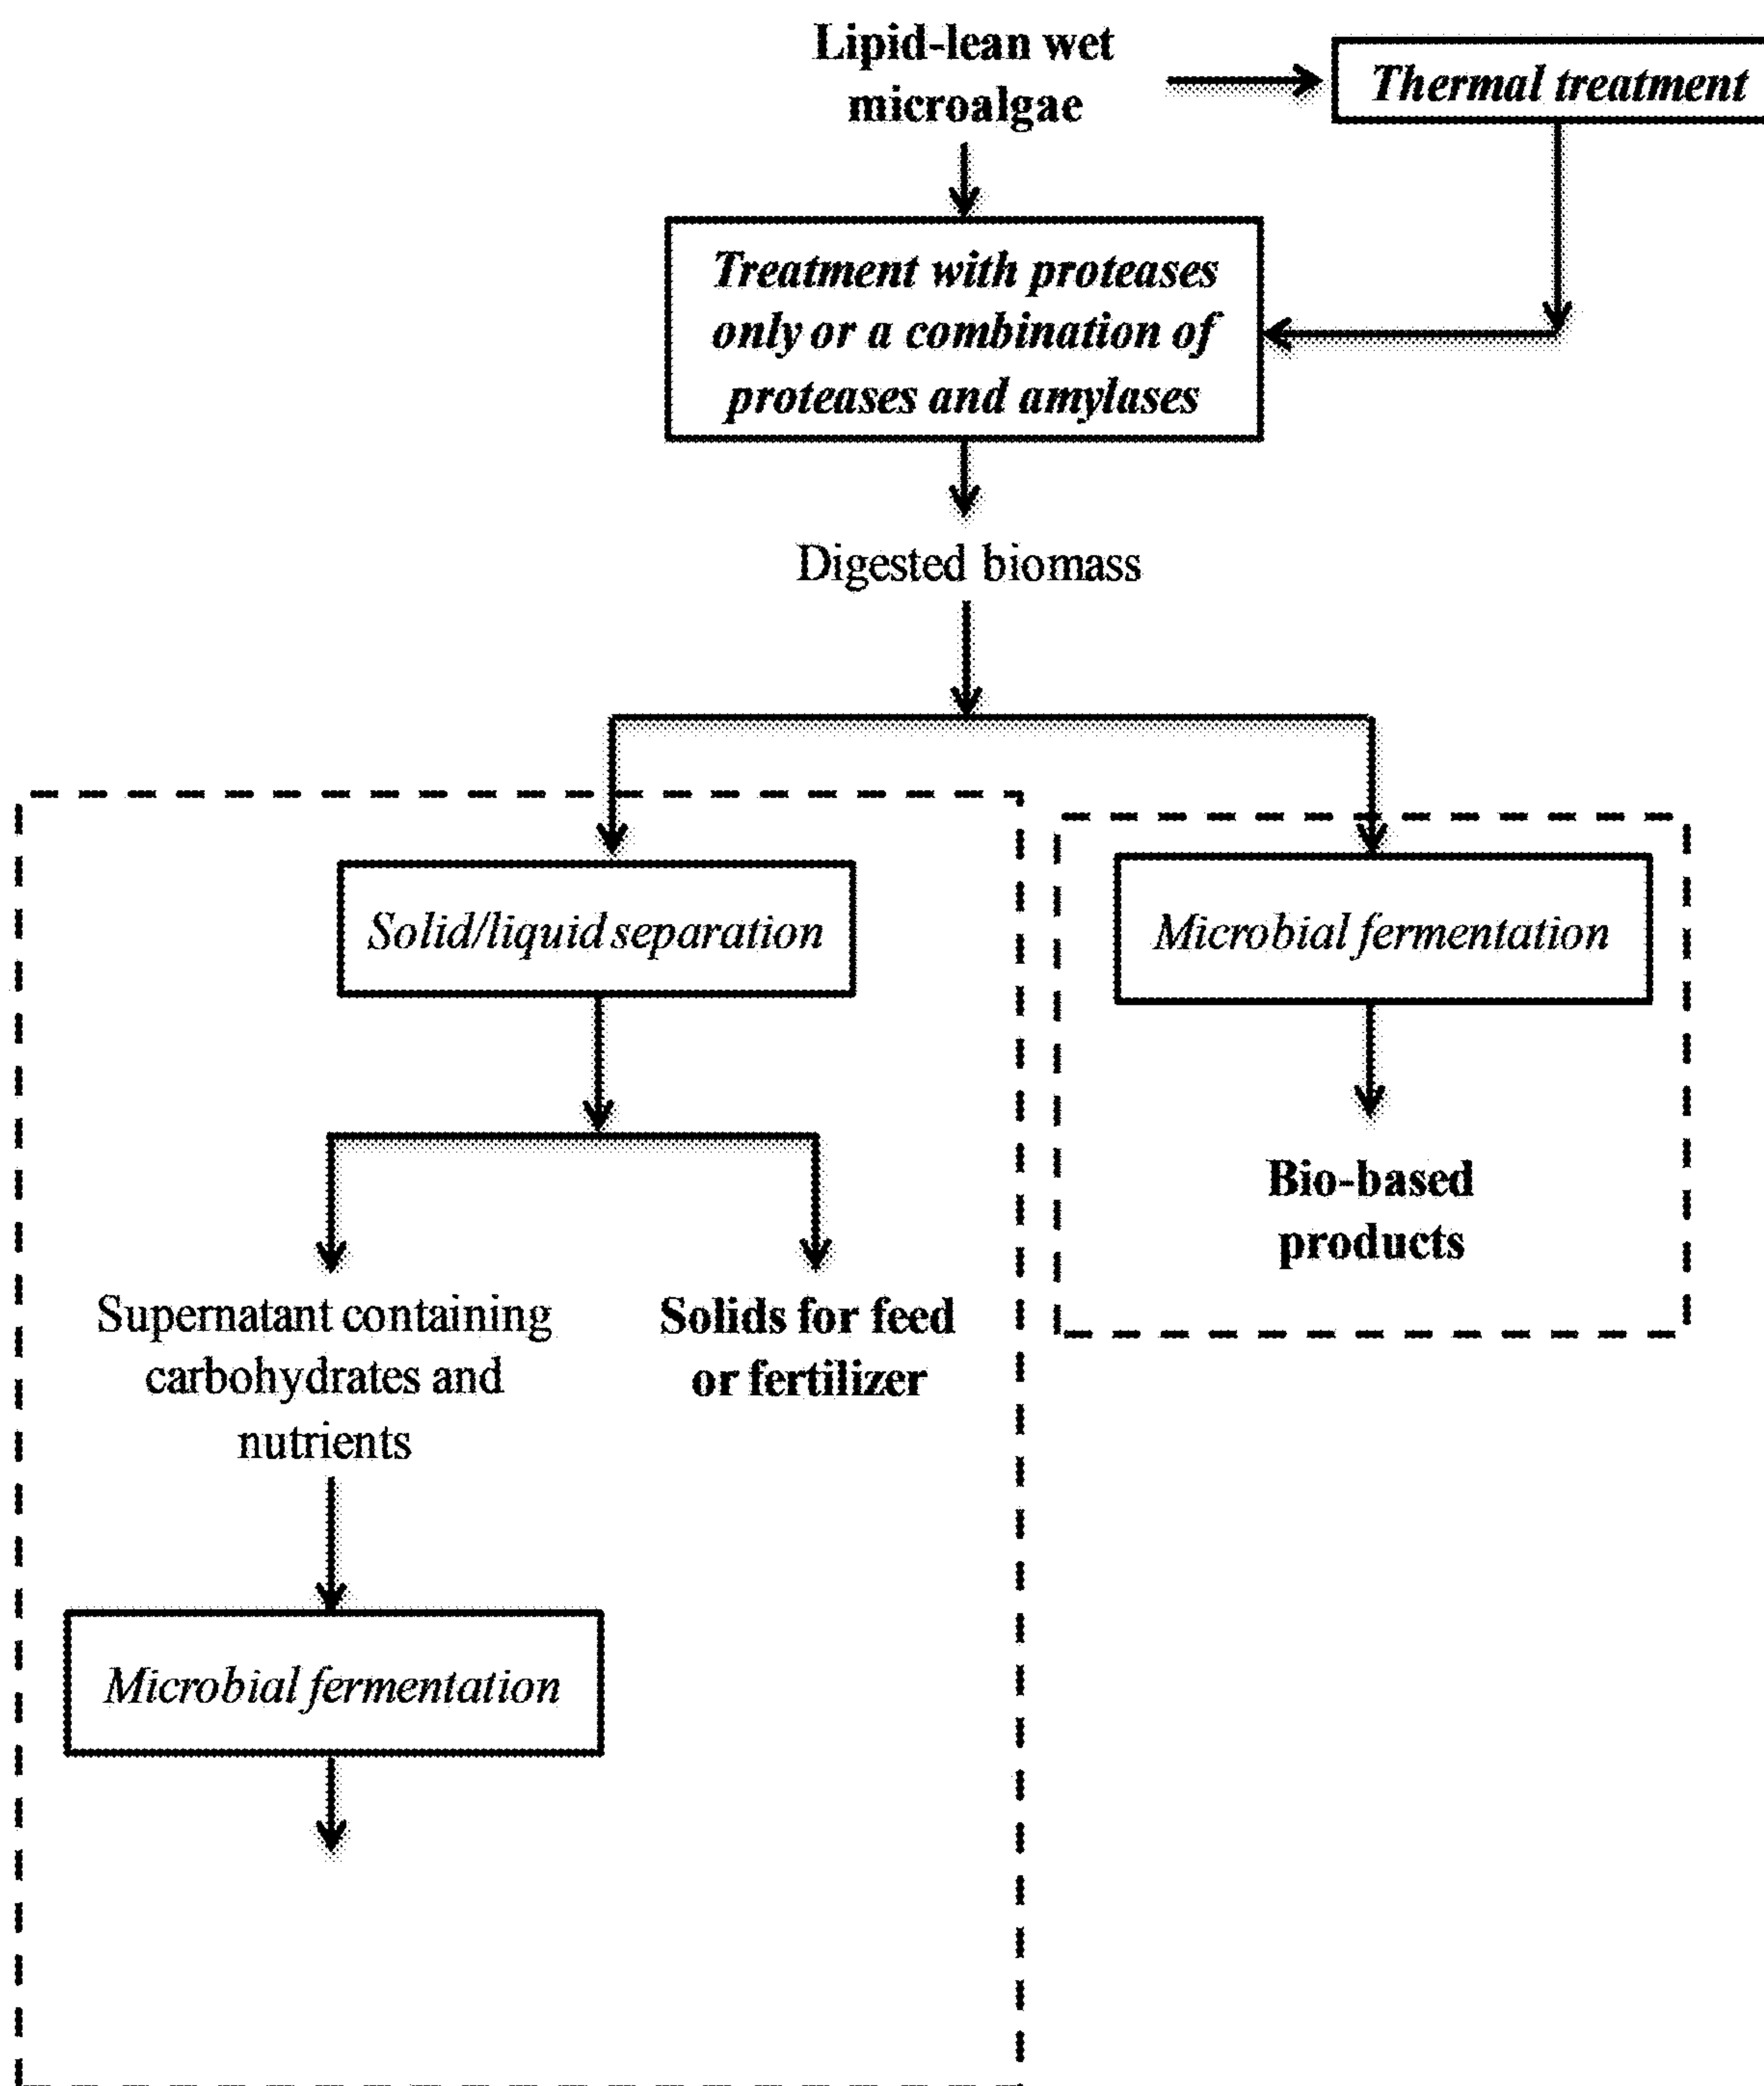 Lipid-lean wet
microalgae
Thermal treatment
Treatment with proteases
only or a combination of
proteases and amylases
Digested biomass
Solid/liquid separation
Microbial fermentation
Bio-based
products
Supernatant containing
carbohydrates and
nutrients
Solids for feed
or fertilizer
Microbial fermentation